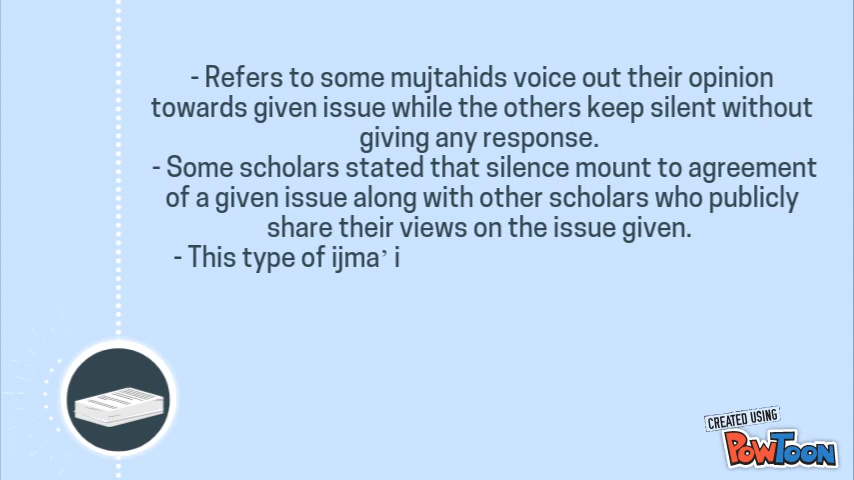 - Refers to some mujtahids voice out their opinion
towards given issue while the others keep silent without
giving any response.
- Some scholars stated that silence mount to agreement
of a given issue along with other scholars who publicly
share their views on the issue given.
- This type of ijma’ i
CREATED USING
PowToon